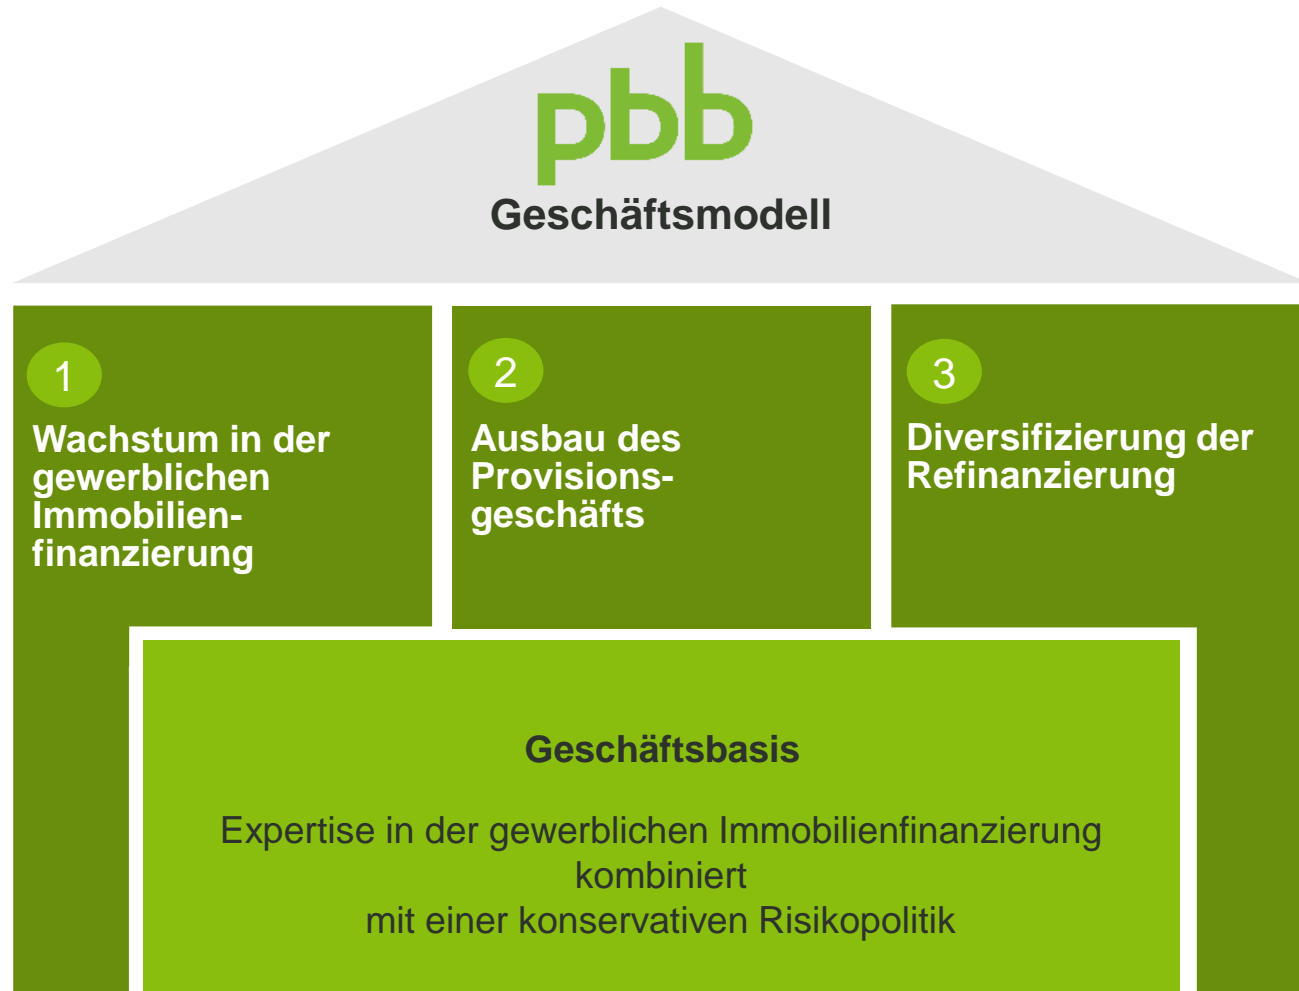 pbb
Geschäftsmodell
1
Wachstum in der
gewerblichen
Immobilien-
finanzierung
2
Ausbau des
Provisions-
geschäfts
3
Diversifizierung der
Refinanzierung
Geschäftsbasis
Expertise in der gewerblichen Immobilienfinanzierung
kombiniert
mit einer konservativen Risikopolitik